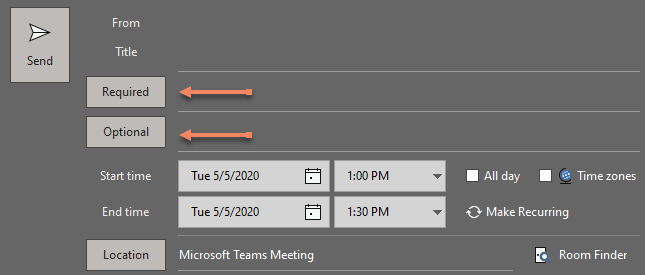 From
Send
Title
Required
Optional
Start time Tue 5/5/2020 1:00 PM All day Time zones
End time Tue 5/5/2020 1:30 PM Make Recurring
Location Microsoft Teams Meeting Room Finder